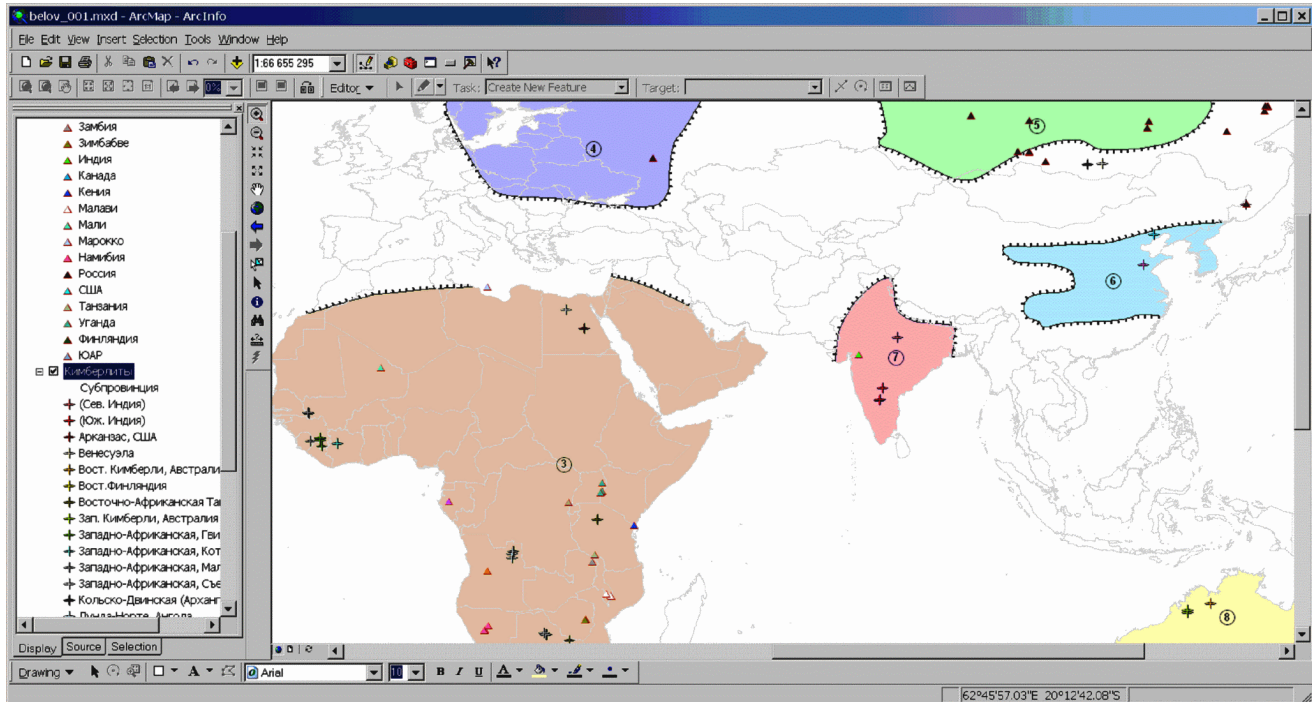 belov_001.mxd - ArcMap - ArcInfo
File Edit View Insert Selection Tools Window Help
1:66 655 295
0% Editor Task: Create New Feature Target:
Замбия
Зимбабве
Индия
Канада
Кения
Малави
Мали
Марокко
Намибия
Россия
США
Танзания
Уганда
Финляндия
ЮАР
Кимберлиты
Субпровинция
(Сев. Индия)
(Юж. Индия)
Арканзас, США
Венесуэла
Вост. Кимберли, Австрали
Вост.Финляндия
Восточно-Африканская Та
Зап. Кимберли, Австралия
Западно-Африканская, Гви
Западно-Африканская, Кот
Западно-Африканская, Мал
Западно-Африканская, Сье
Кольско-Двинская (Арханг
Лунда-Норте, Ангола
4
5
6
7
3
8
Display Source Selection
Drawing A Arial 10 B I U A
62°45'57.03"E 20°12'42.08"S